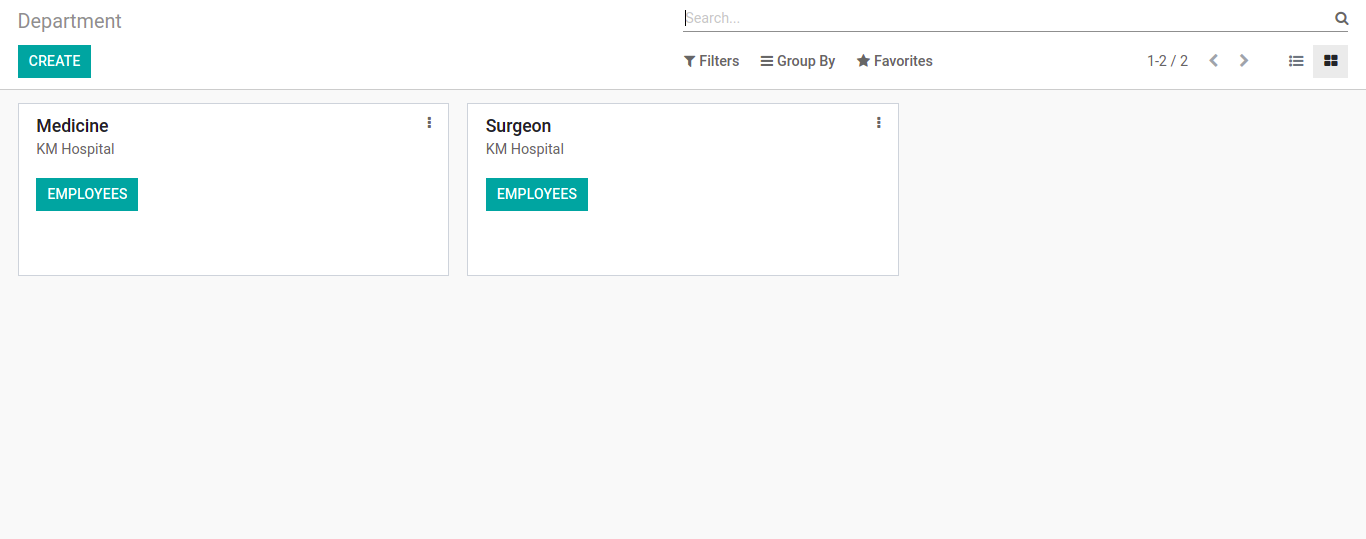 Department
Search...
CREATE
Filters Group By Favorites 1-2 / 2
Medicine
KM Hospital
EMPLOYEES
Surgeon
KM Hospital
EMPLOYEES